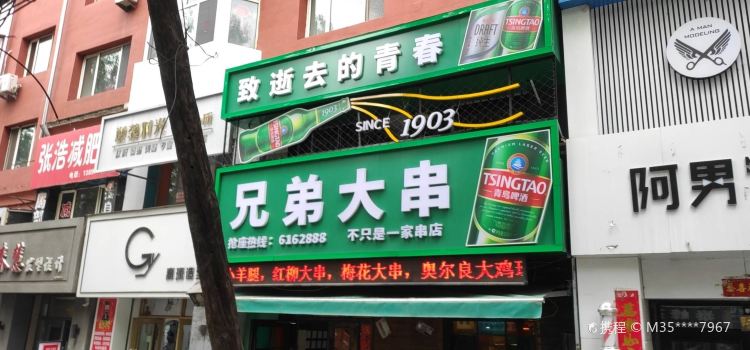 致逝去的青春
DRAFT
TSINGTAO
SINCE 1903
1903
兄弟大串
抢座热线：6162888 不只是一家串店
TSINGTAO
青岛啤酒
小羊腿，红柳大串，梅花大串，奥尔良大鸡
张浩减肥
Gy
A MAN
MODELING
阿男
携程 © M35****7967